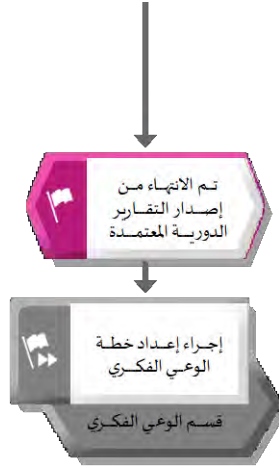 تم الانتهاء من
إصدار التقارير
الدورية المعتمدة
إجراء إعداد خطة
الوعي الفكري
قسم الوعي الفكري